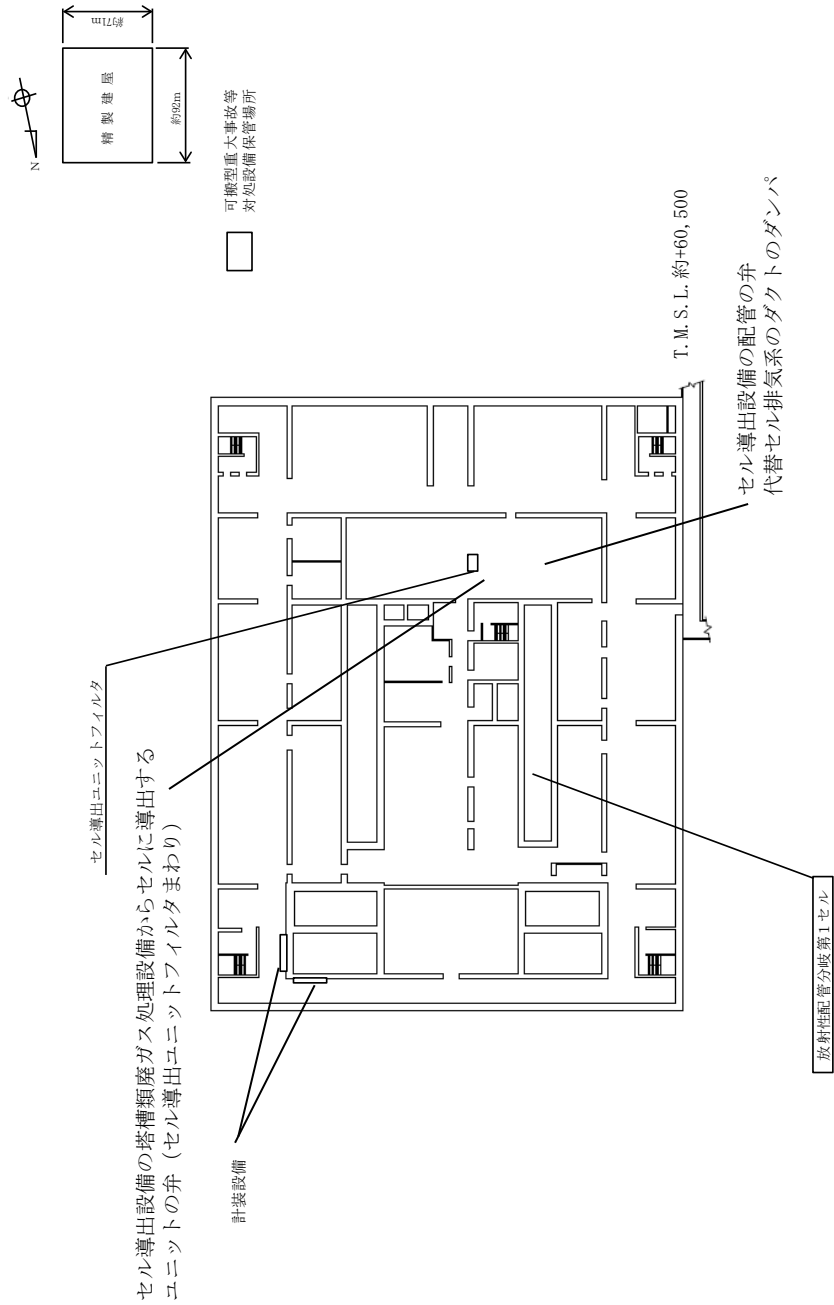 セル導出設備の塔槽類廃ガス処理設備からセルに導出する
ユニットの弁（セル導出ユニットフィルタまわり）
セル導出ユニットフィルタ
計装設備
放射性配管分岐第1セル
セル導出設備の配管の弁
代替セル排気系のダクトのダンパ
T.M.S.L.約+60,500
可搬型重大事故等
対処設備保管場所
N
精製建屋
約92m
約71m